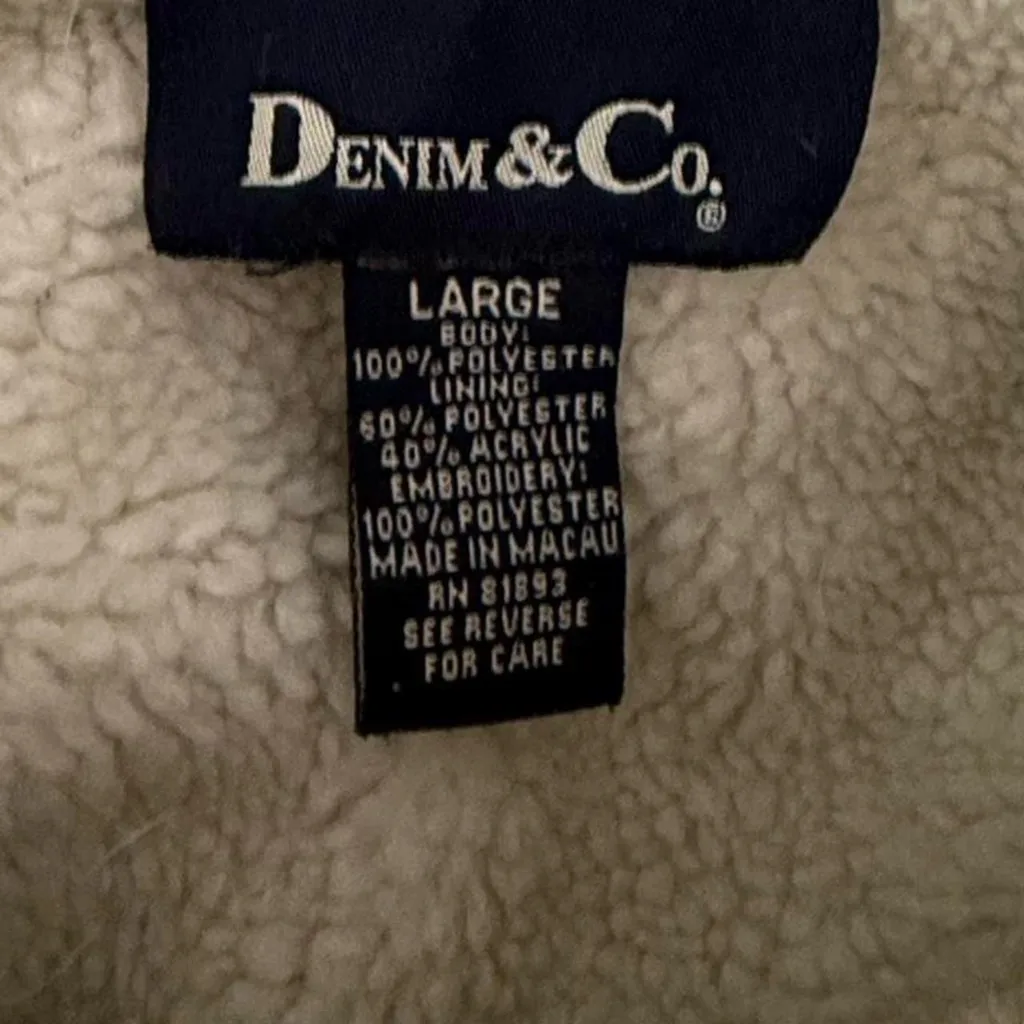 DENIM & CO.
®
LARGE
BODY:
100% POLYESTER
LINING:
60% POLYESTER
40% ACRYLIC
EMBROIDERY:
100% POLYESTER
MADE IN MACAU
RN 81893
SEE REVERSE
FOR CARE